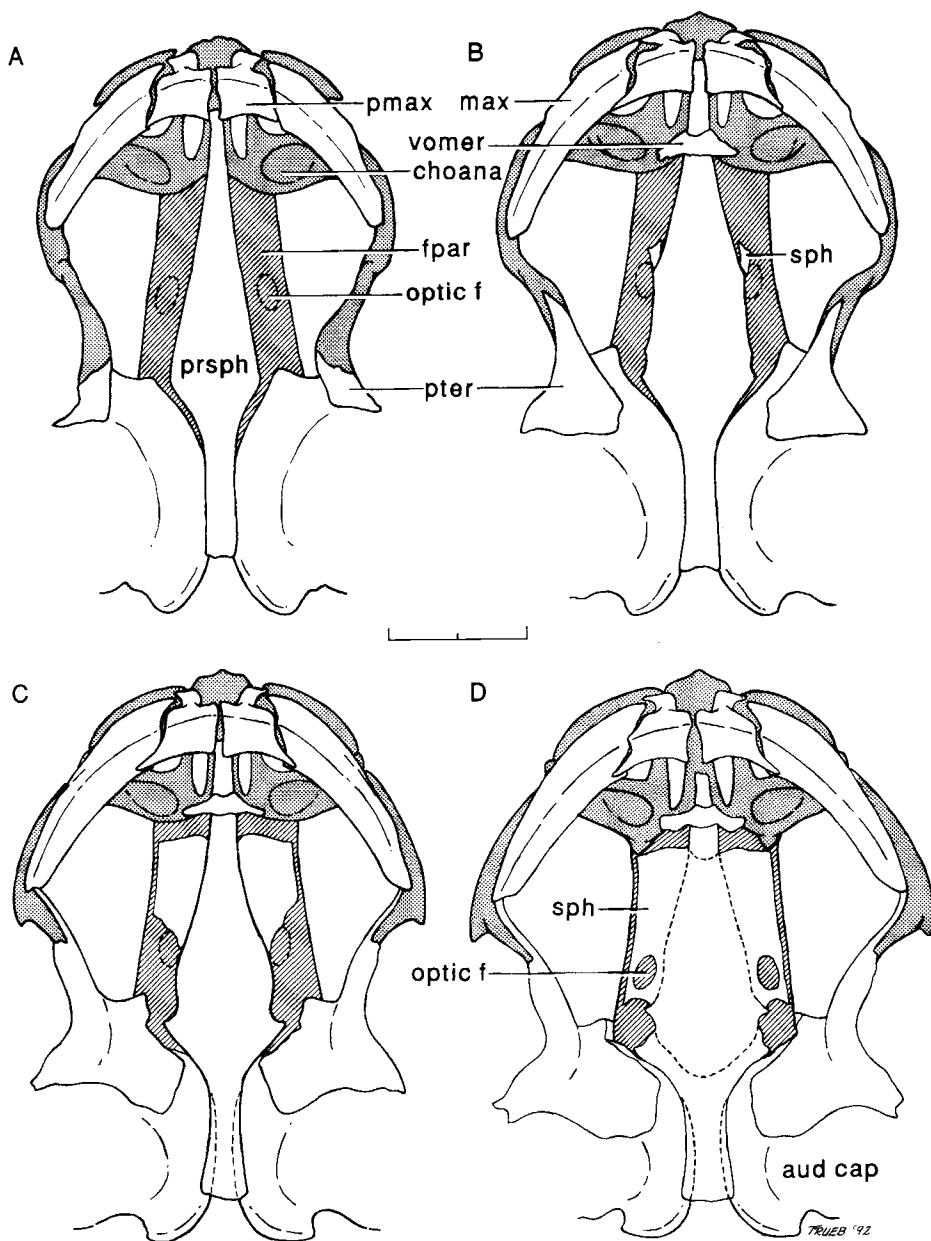 A
B
pmax max
vomer
choana
fpar
sph
optic f
prsph
pter
C
D
sph
optic f
aud cap
TRUEB '92